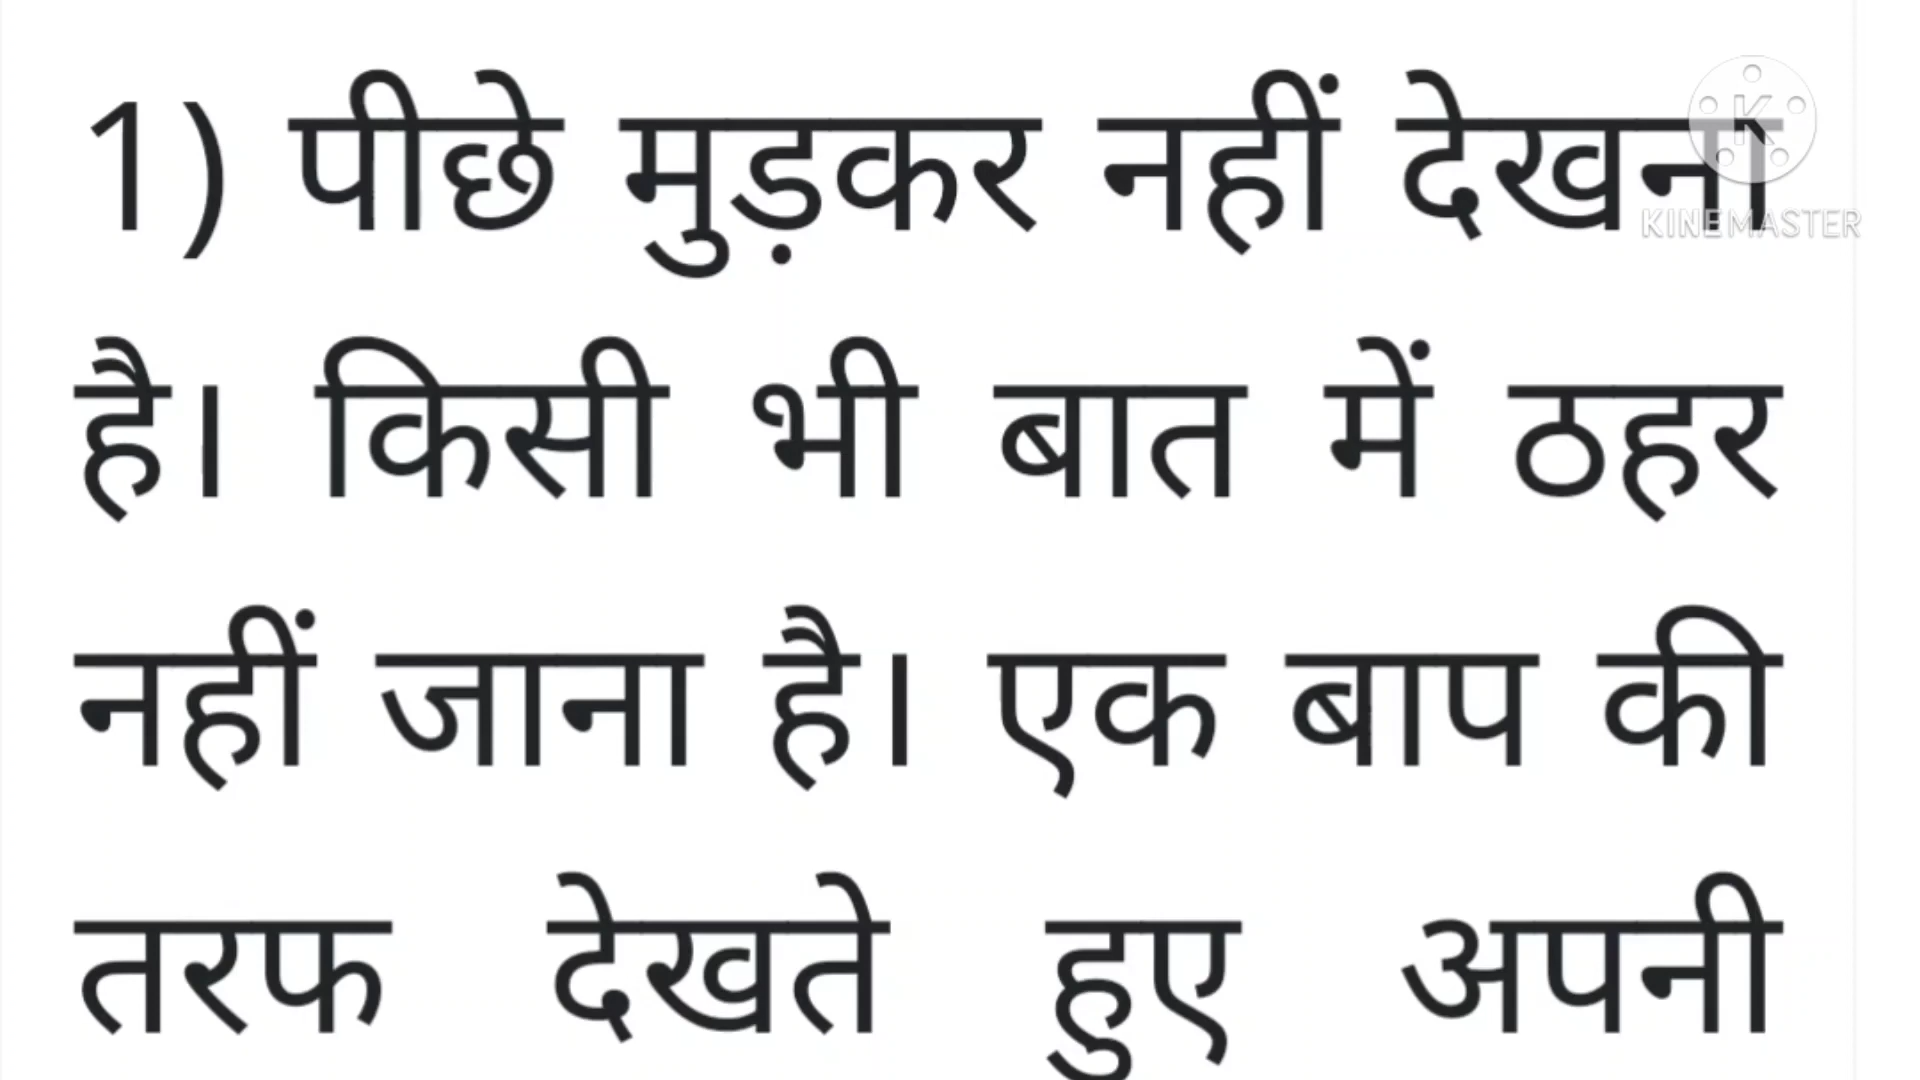 1) पीछे मुड़कर नहीं देखना
KINEMASTER
है। किसी भी बात में ठहर
नहीं जाना है। एक बाप की
तरफ देखते हुए अपनी